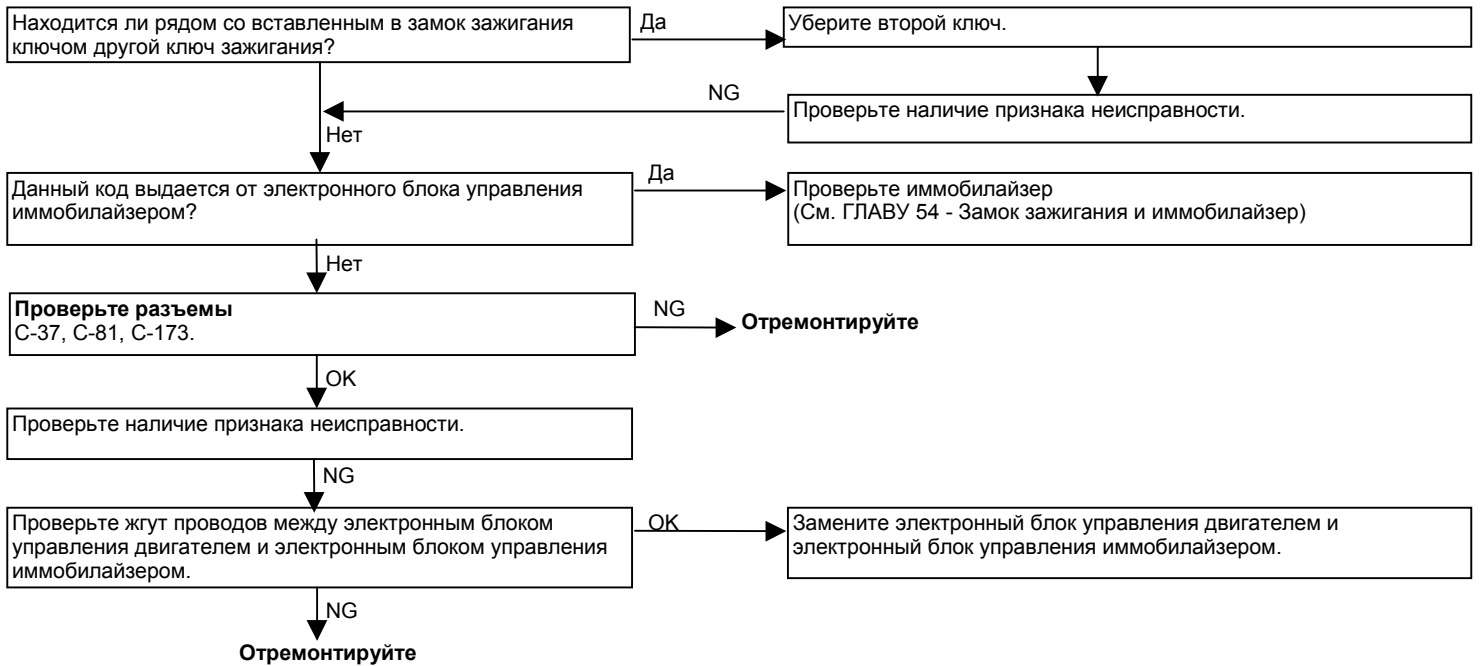 Находится ли рядом со вставленным в замок зажигания
ключом другой ключ зажигания?
Да
Уберите второй ключ.
NG
Проверьте наличие признака неисправности.
Нет
Данный код выдается от электронного блока управления
иммобилайзером?
Да
Проверьте иммобилайзер
(См. ГЛАВУ 54 - Замок зажигания и иммобилайзер)
Нет
Проверьте разъемы
C-37, C-81, C-173.
NG
Отремонтируйте
OK
Проверьте наличие признака неисправности.
NG
Проверьте жгут проводов между электронным блоком
управления двигателем и электронным блоком управления
иммобилайзером.
OK
Замените электронный блок управления двигателем и
электронный блок управления иммобилайзером.
NG
Отремонтируйте